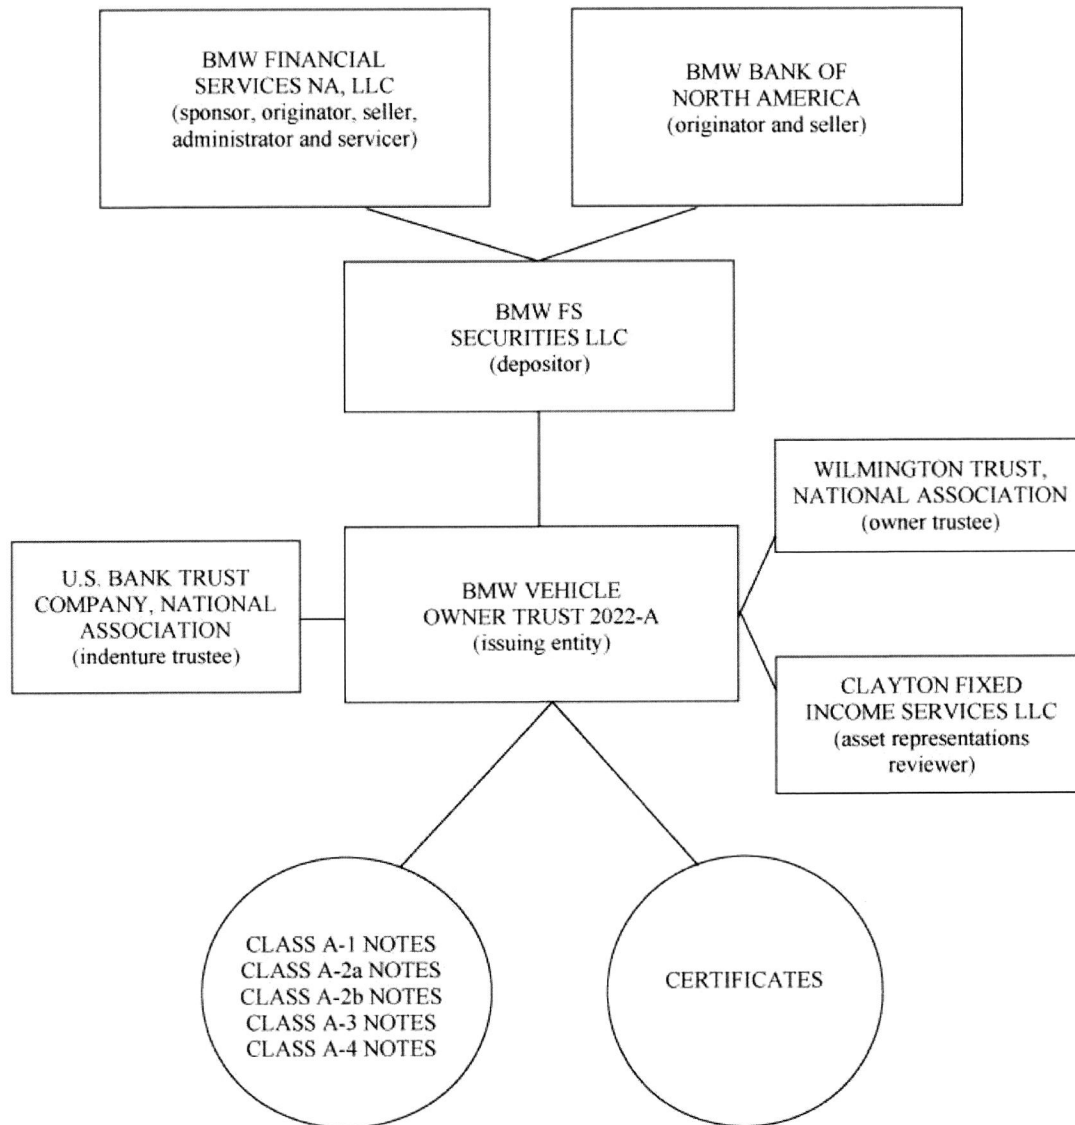 BMW FINANCIAL
SERVICES NA, LLC
(sponsor, originator, seller,
administrator and servicer)
BMW BANK OF
NORTH AMERICA
(originator and seller)
BMW FS
SECURITIES LLC
(depositor)
WILMINGTON TRUST,
NATIONAL ASSOCIATION
(owner trustee)
U.S. BANK TRUST
COMPANY, NATIONAL
ASSOCIATION
(indenture trustee)
BMW VEHICLE
OWNER TRUST 2022-A
(issuing entity)
CLAYTON FIXED
INCOME SERVICES LLC
(asset representations
reviewer)
CLASS A-1 NOTES
CLASS A-2a NOTES
CLASS A-2b NOTES
CLASS A-3 NOTES
CLASS A-4 NOTES
CERTIFICATES